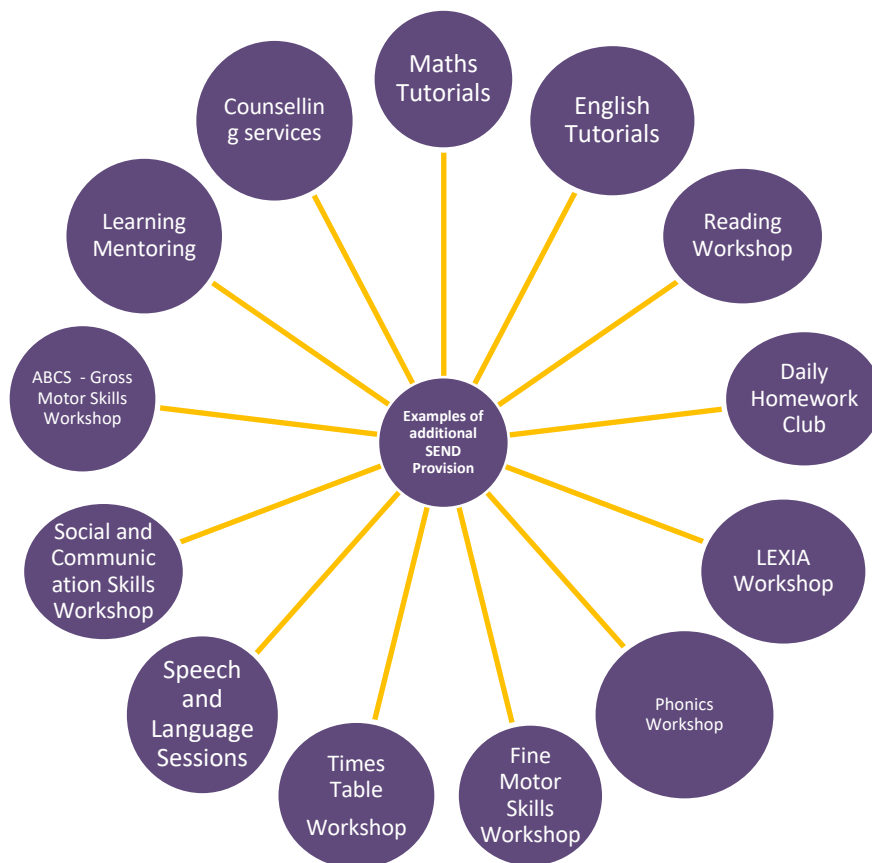 Maths
Tutorials
English
Tutorials
Reading
Workshop
Daily
Homework
Club
LEXIA
Workshop
Phonics
Workshop
Fine
Motor
Skills
Workshop
Times
Table
Workshop
Speech
and
Language
Sessions
Social and
Communic
ation Skills
Workshop
ABCS  - Gross
Motor Skills
Workshop
Learning
Mentoring
Counsellin
g services
Examples of
additional
SEND
Provision